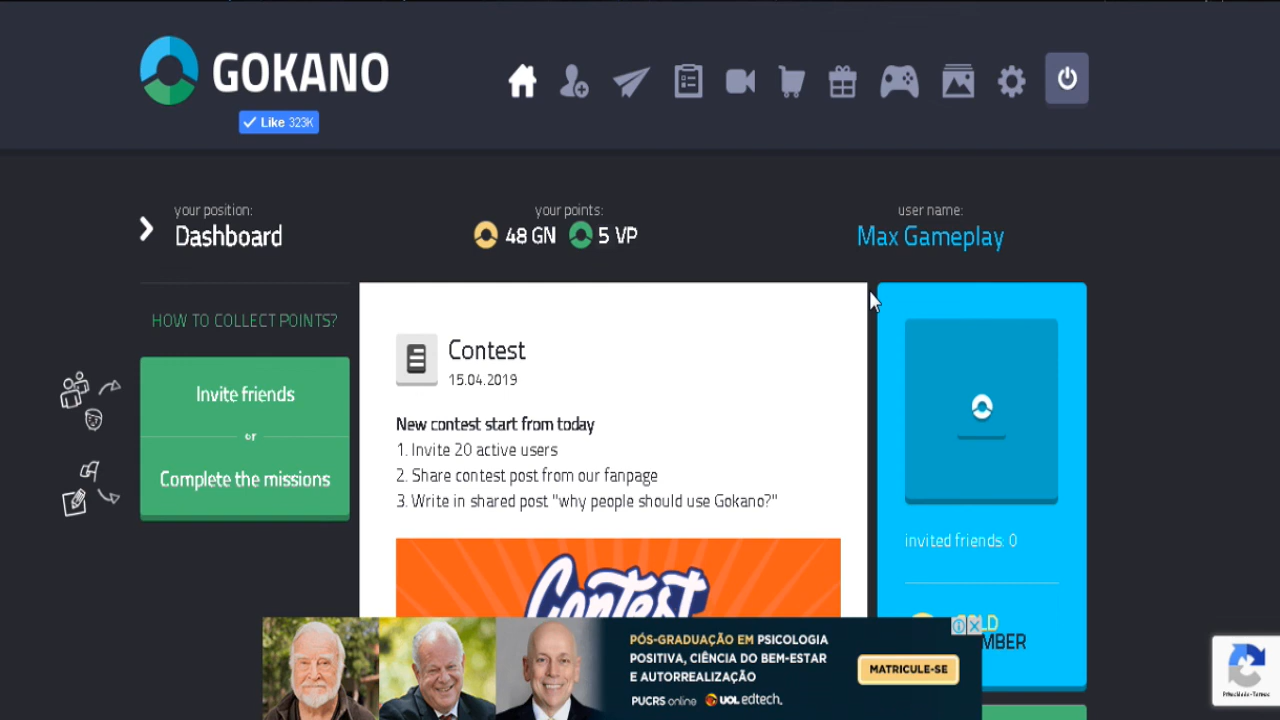 GOKANO
Like 323K
your position:
Dashboard
your points:
48 GN 5 VP
user name:
Max Gameplay
HOW TO COLLECT POINTS?
Invite friends
or
Complete the missions
Contest
15.04.2019
New contest start from today
1. Invite 20 active users
2. Share contest post from our fanpage
3. Write in shared post "why people should use Gokano?"
Contest
invited friends: 0
PÓS-GRADUAÇÃO EM PSICOLOGIA
POSITIVA, CIÊNCIA DO BEM-ESTAR
E AUTORREALIZAÇÃO
PUCRS online UOL edtech.
MATRICULE-SE
Privacidade - Termos